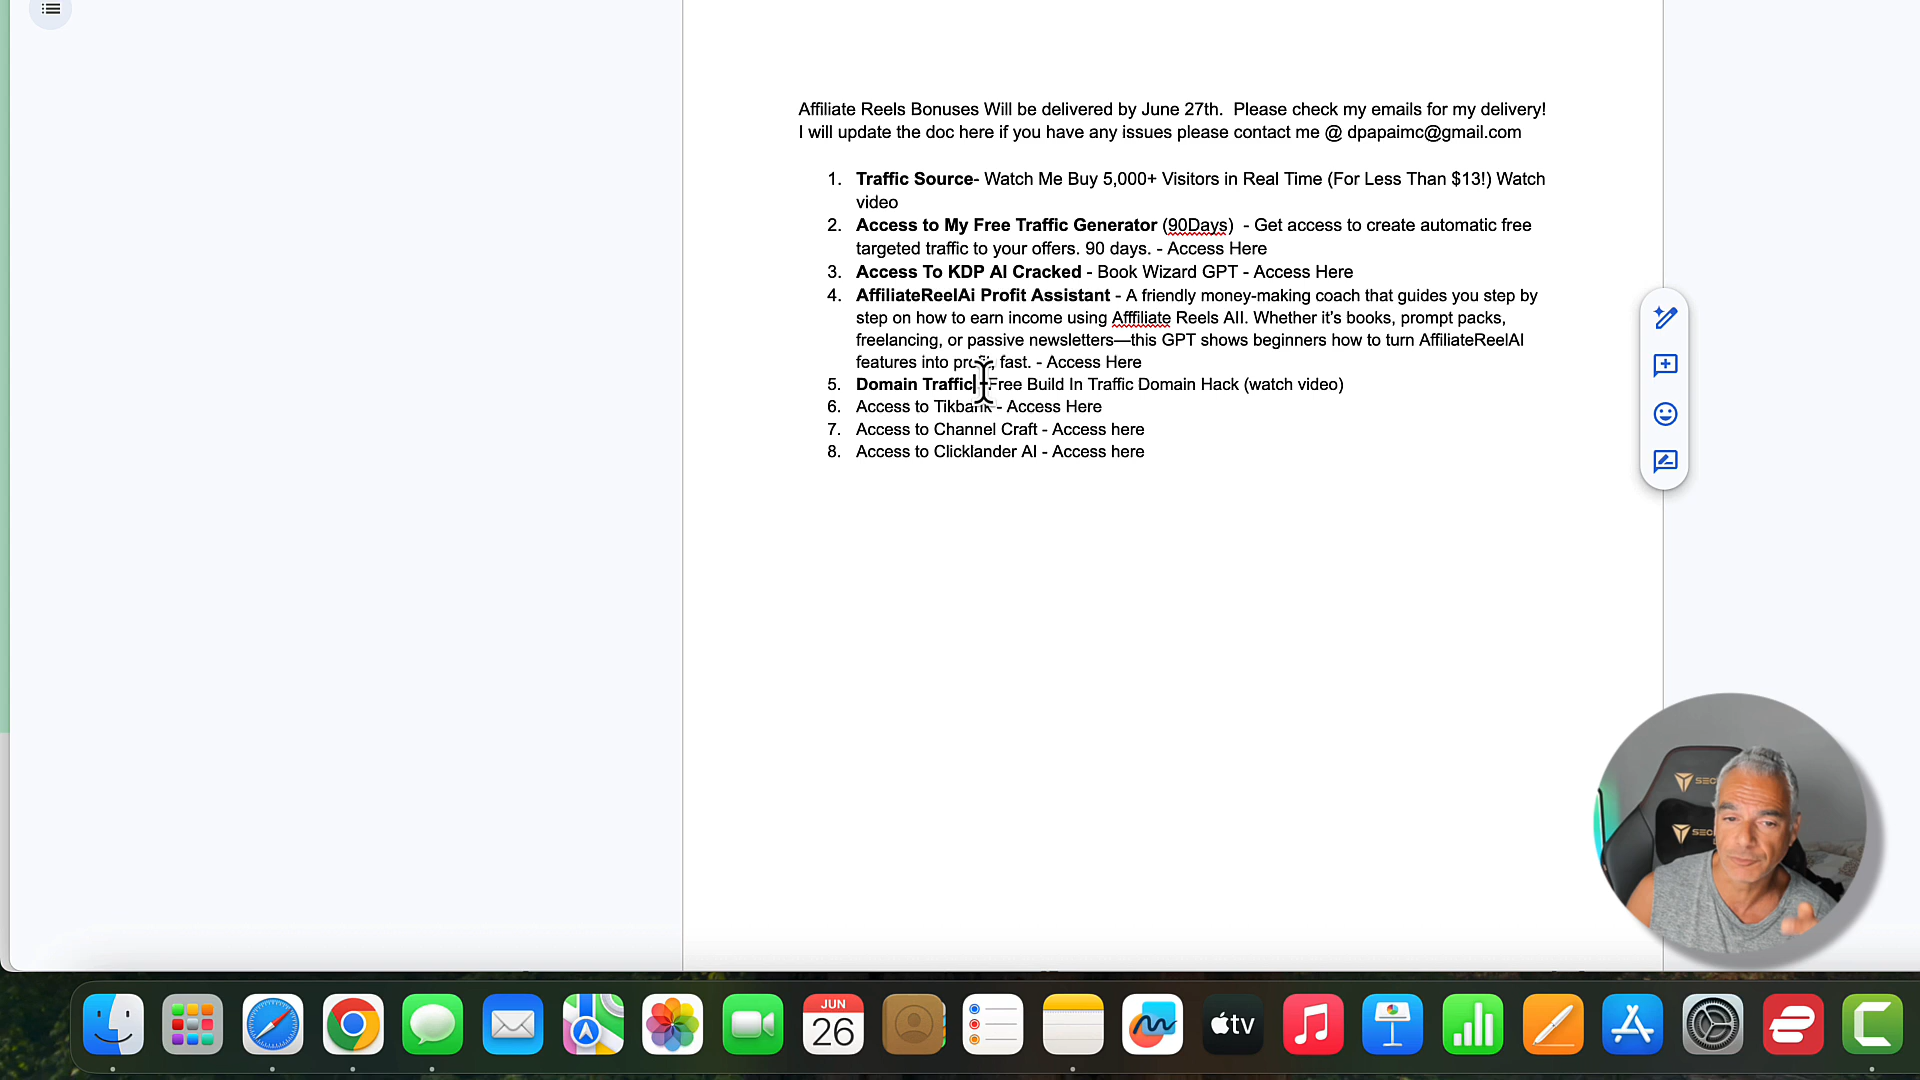 Affiliate Reels Bonuses Will be delivered by June 27th.  Please check my emails for my delivery!
I will update the doc here if you have any issues please contact me @ dpapaimc@gmail.com
1. Traffic Source- Watch Me Buy 5,000+ Visitors in Real Time (For Less Than $13!) Watch
video
2. Access to My Free Traffic Generator (90Days)  - Get access to create automatic free
targeted traffic to your offers. 90 days. - Access Here
3. Access To KDP AI Cracked - Book Wizard GPT - Access Here
4. AffiliateReelAi Profit Assistant - A friendly money-making coach that guides you step by
step on how to earn income using Afffiliate Reels AII. Whether it's books, prompt packs,
freelancing, or passive newsletters—this GPT shows beginners how to turn AffiliateReelAI
features into profit, fast. - Access Here
5. Domain Traffic - Free Build In Traffic Domain Hack (watch video)
6. Access to Tikbank - Access Here
7. Access to Channel Craft - Access here
8. Access to Clicklander AI - Access here
JUN
26
tv